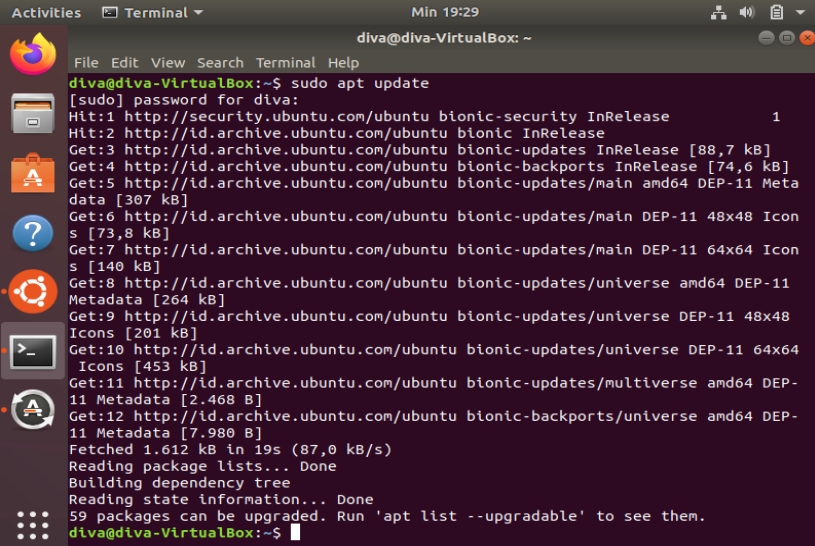 Activities Terminal Min 19:29
diva@diva-VirtualBox: ~
File Edit View Search Terminal Help
diva@diva-VirtualBox:~$ sudo apt update
[sudo] password for diva:
Hit:1 http://security.ubuntu.com/ubuntu bionic-security InRelease 1
Hit:2 http://id.archive.ubuntu.com/ubuntu bionic InRelease
Get:3 http://id.archive.ubuntu.com/ubuntu bionic-updates InRelease [88,7 kB]
Get:4 http://id.archive.ubuntu.com/ubuntu bionic-backports InRelease [74,6 kB]
Get:5 http://id.archive.ubuntu.com/ubuntu bionic-updates/main amd64 DEP-11 Meta
data [307 kB]
Get:6 http://id.archive.ubuntu.com/ubuntu bionic-updates/main DEP-11 48x48 Icon
s [73,8 kB]
Get:7 http://id.archive.ubuntu.com/ubuntu bionic-updates/main DEP-11 64x64 Icon
s [140 kB]
Get:8 http://id.archive.ubuntu.com/ubuntu bionic-updates/universe amd64 DEP-11
Metadata [264 kB]
Get:9 http://id.archive.ubuntu.com/ubuntu bionic-updates/universe DEP-11 48x48
Icons [201 kB]
Get:10 http://id.archive.ubuntu.com/ubuntu bionic-updates/universe DEP-11 64x64
Icons [453 kB]
Get:11 http://id.archive.ubuntu.com/ubuntu bionic-updates/multiverse amd64 DEP-
11 Metadata [2.468 B]
Get:12 http://id.archive.ubuntu.com/ubuntu bionic-backports/universe amd64 DEP-
11 Metadata [7.980 B]
Fetched 1.612 kB in 19s (87,0 kB/s)
Reading package lists... Done
Building dependency tree
Reading state information... Done
59 packages can be upgraded. Run 'apt list --upgradable' to see them.
diva@diva-VirtualBox:~$